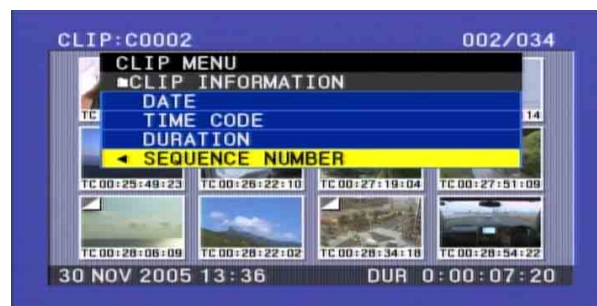 CLIP:C0002 002/034
CLIP MENU
CLIP INFORMATION
DATE
TC 14
TIME CODE
DURATION
SEQUENCE NUMBER
TC 00:25:49:23 TC 00:26:22:10 TC 00:27:19:04 TC 00:27:51:09
TC 00:28:06:09 TC 00:28:22:02 TC 00:28:34:18 TC 00:28:54:22
30 NOV 2005 13:36 DUR 0:00:07:20